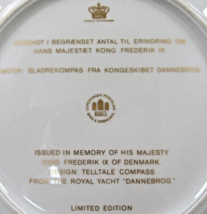 UDSENDT I BEGRÆNSET ANTAL TIL ERINDRING OM
HANS MAJESTÆT KONG FREDERIK IX.
MOTIV: SLADREKOMPAS FRA KONGESKIBET DANNEBROG
B&G
ISSUED IN MEMORY OF HIS MAJESTY
KING FREDERIK IX OF DENMARK.
DESIGN: TELLTALE COMPASS
FROM THE ROYAL YACHT "DANNEBROG."
LIMITED EDITION